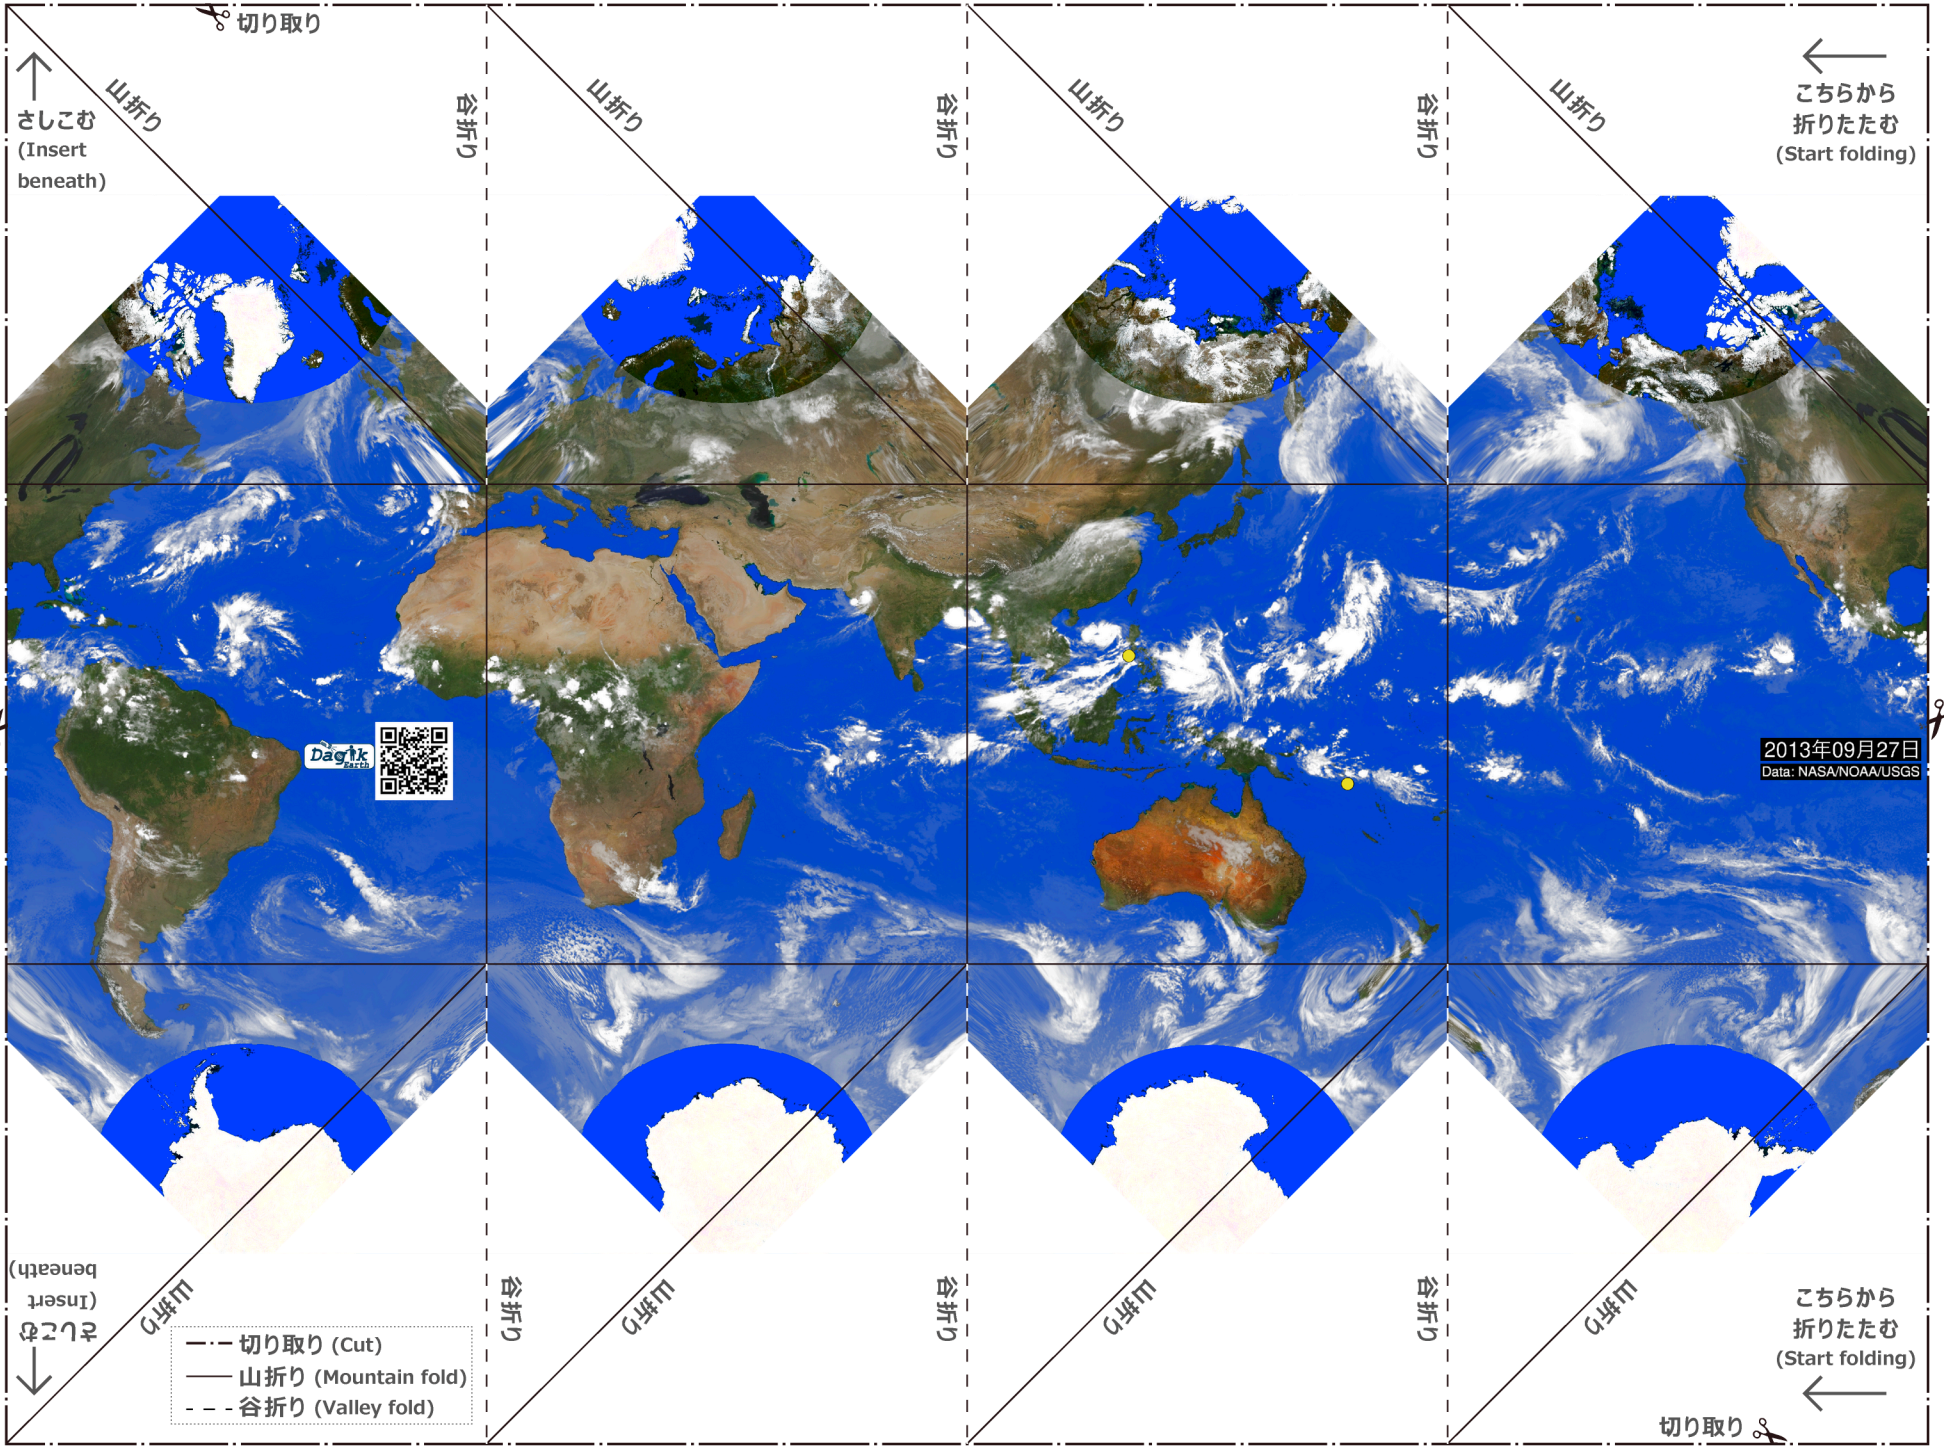 切り取り
山折り
谷折り
山折り
谷折り
山折り
谷折り
山折り
さしこむ
(Insert
beneath)
こちらから
折りたたむ
(Start folding)
Dagik
Earth
2013年09月27日
Data: NASA/NOAA/USGS
さしこむ
(Insert
beneath)
山折り
谷折り
山折り
谷折り
山折り
谷折り
山折り
こちらから
折りたたむ
(Start folding)
切り取り (Cut)
山折り (Mountain fold)
谷折り (Valley fold)
切り取り